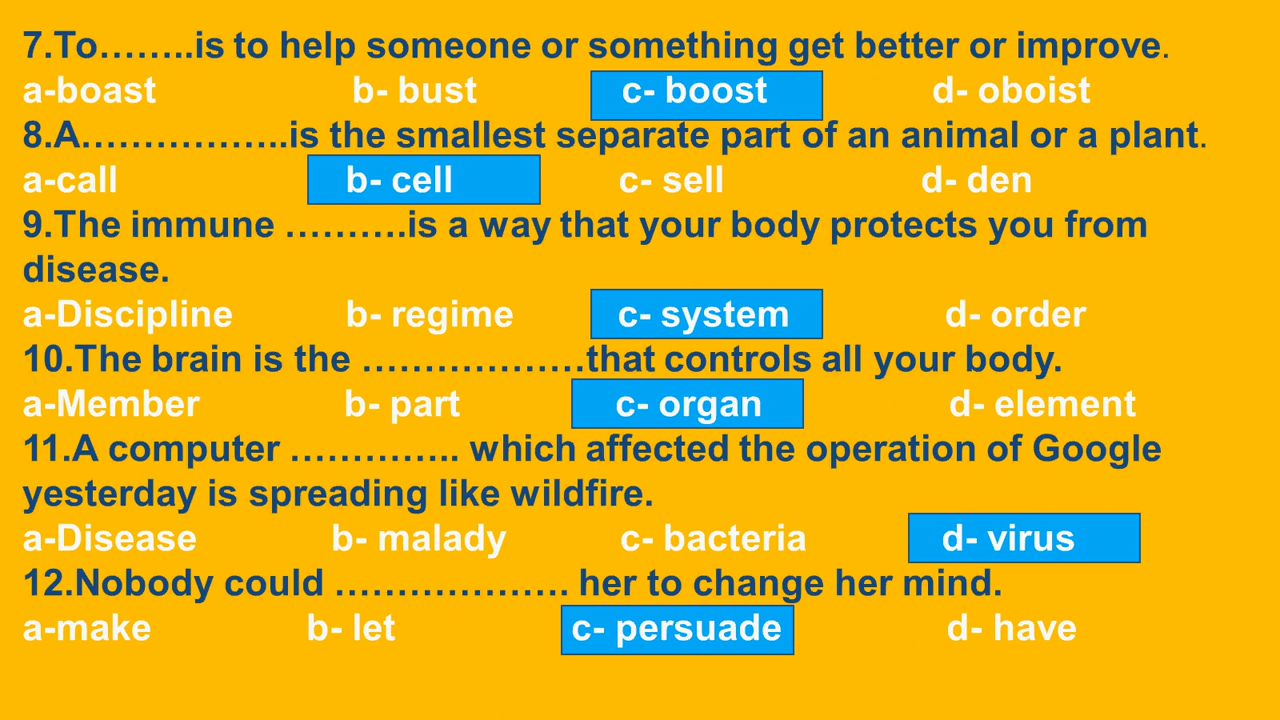 7.To……..is to help someone or something get better or improve.
a-boast b- bust c- boost d- oboist
8.A……………..is the smallest separate part of an animal or a plant.
a-call b- cell c- sell d- den
9.The immune ……….is a way that your body protects you from
disease.
a-Discipline b- regime c- system d- order
10.The brain is the ………………that controls all your body.
a-Member b- part c- organ d- element
11.A computer ………….. which affected the operation of Google
yesterday is spreading like wildfire.
a-Disease b- malady c- bacteria d- virus
12.Nobody could ………………. her to change her mind.
a-make b- let c- persuade d- have